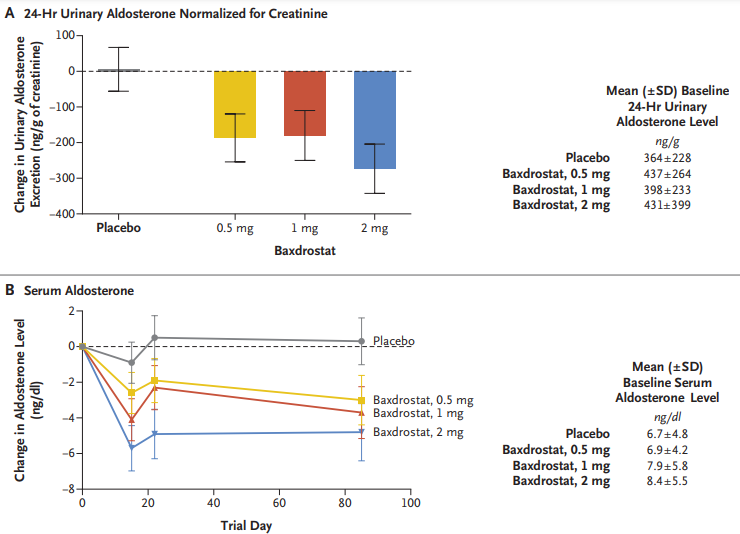 A 24-Hr Urinary Aldosterone Normalized for Creatinine
Change in Urinary Aldosterone
Excretion (ng/g of creatinine)
100
0
−100
−200
−300
−400
Placebo
0.5 mg
1 mg
2 mg
Baxdrostat
Mean (±SD) Baseline
24-Hr Urinary
Aldosterone Level
ng/g
Placebo 364±228
Baxdrostat, 0.5 mg 437±264
Baxdrostat, 1 mg 398±233
Baxdrostat, 2 mg 431±399
B Serum Aldosterone
Change in Aldosterone Level
(ng/dl)
2
0
−2
−4
−6
−8
0
20
40
60
80
100
Trial Day
Placebo
Baxdrostat, 0.5 mg
Baxdrostat, 1 mg
Baxdrostat, 2 mg
Mean (±SD)
Baseline Serum
Aldosterone Level
ng/dl
Placebo 6.7±4.8
Baxdrostat, 0.5 mg 6.9±4.2
Baxdrostat, 1 mg 7.9±5.8
Baxdrostat, 2 mg 8.4±5.5